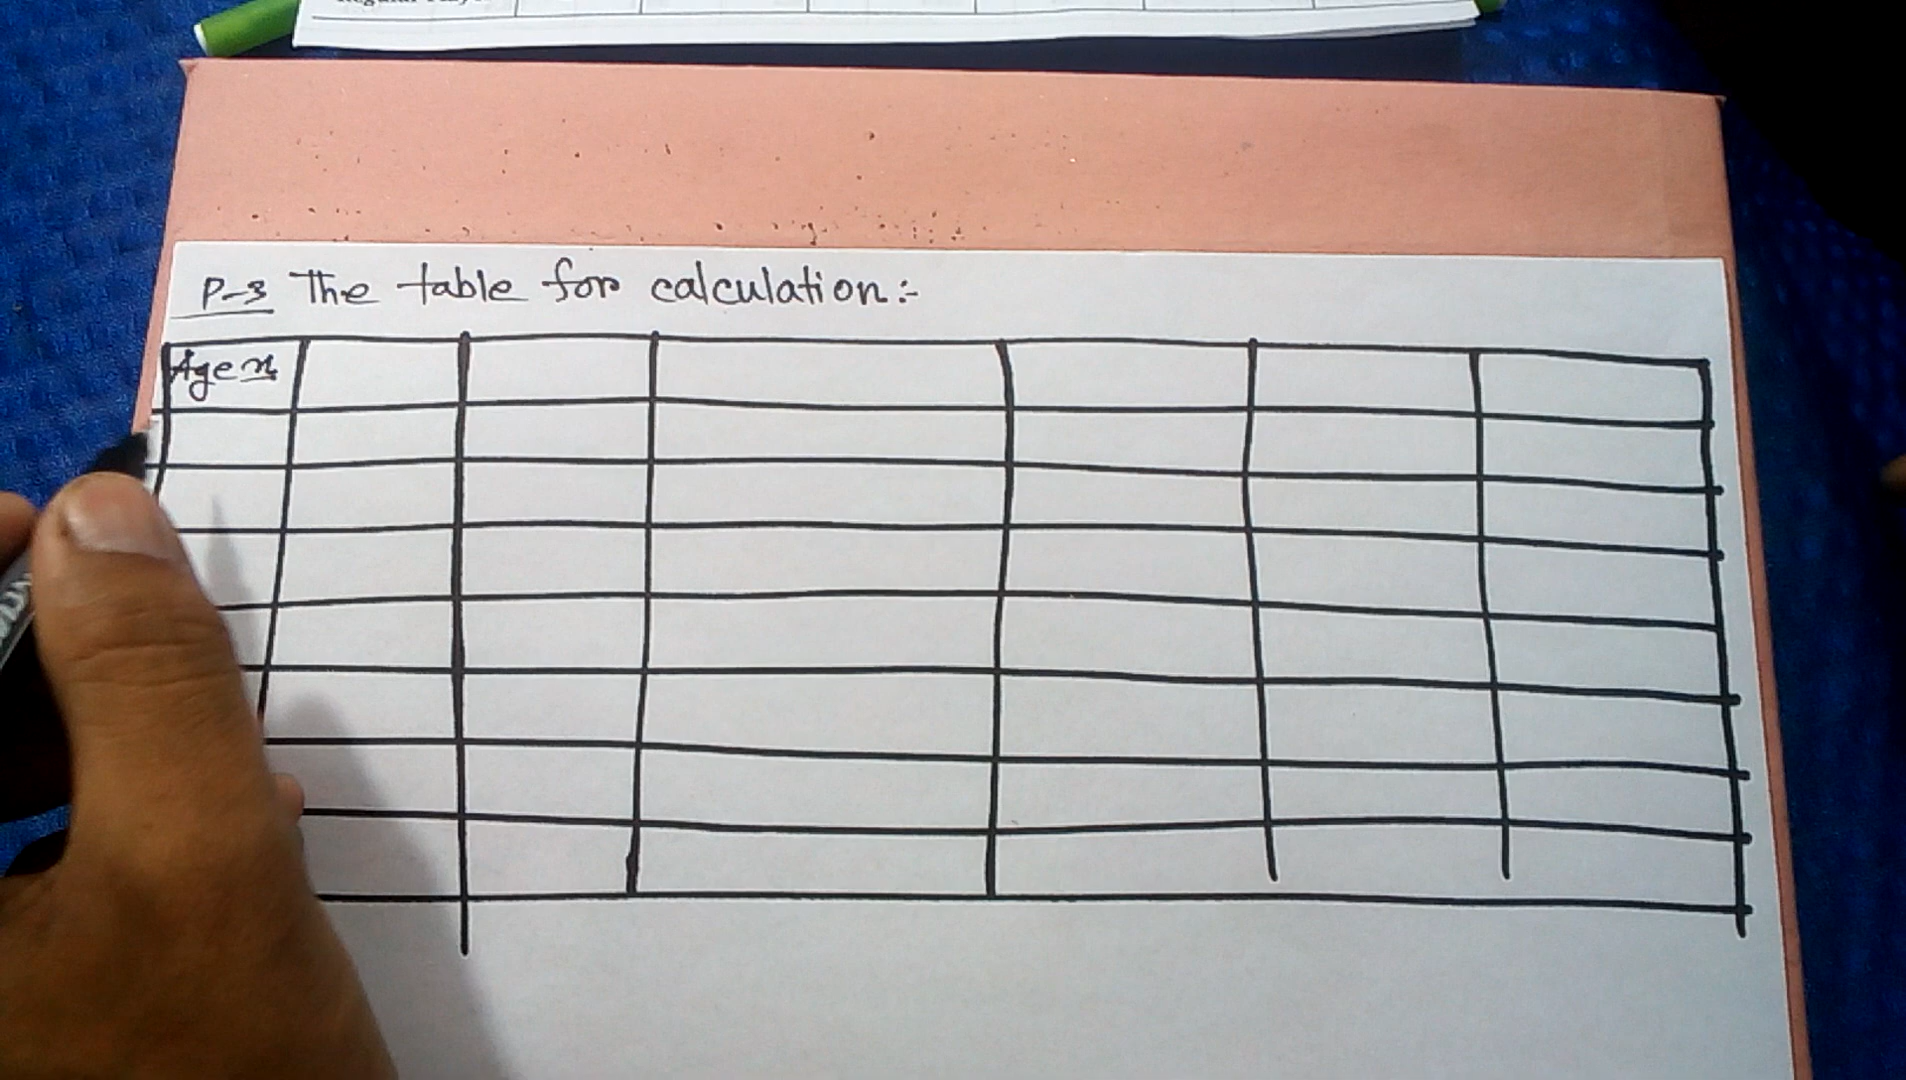 P-3 The table for calculation:-
Age x